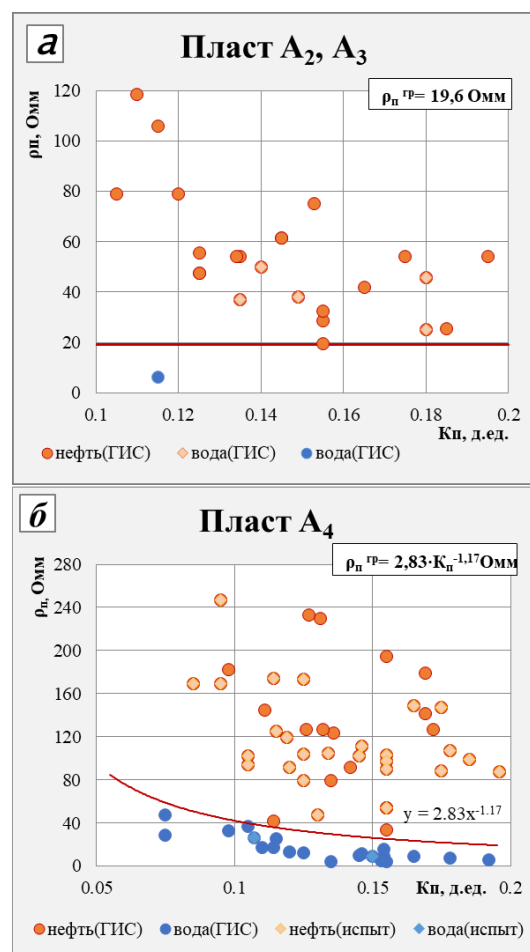 а
Пласт А2, А3
ρп гр= 19,6 Омм
ρп, Омм
120
100
80
60
40
20
0
0.1 0.12 0.14 0.16 0.18 0.2
Кп, д.ед.
нефть(ГИС) вода(ГИС) вода(ГИС)
б
Пласт А4
ρп гр= 2,83·Кп-1,17Омм
ρп, Омм
280
240
200
160
120
80
40
0
y = 2.83x-1.17
0.05 0.1 0.15 0.2
Кп, д.ед.
нефть(ГИС) вода(ГИС) нефть(испыт) вода(испыт)